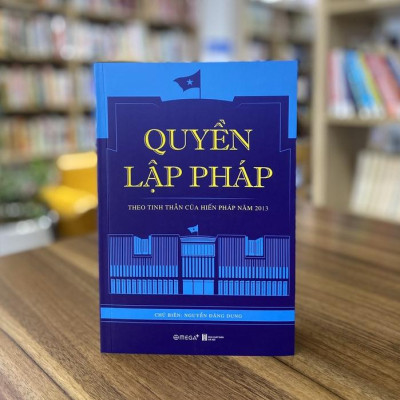 QUYỀN
LẬP PHÁP
THEO TINH THẦN CỦA HIẾN PHÁP NĂM 2013
CHỦ BIÊN: NGUYỄN ĐĂNG DUNG
OMEGA+